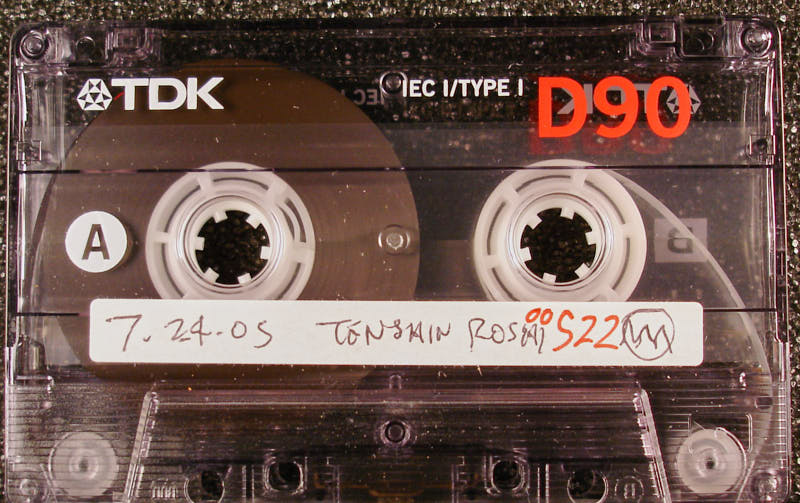 TDK IEC I/TYPE I D90
A
7.24.05 TENSHIN ROSHI S22